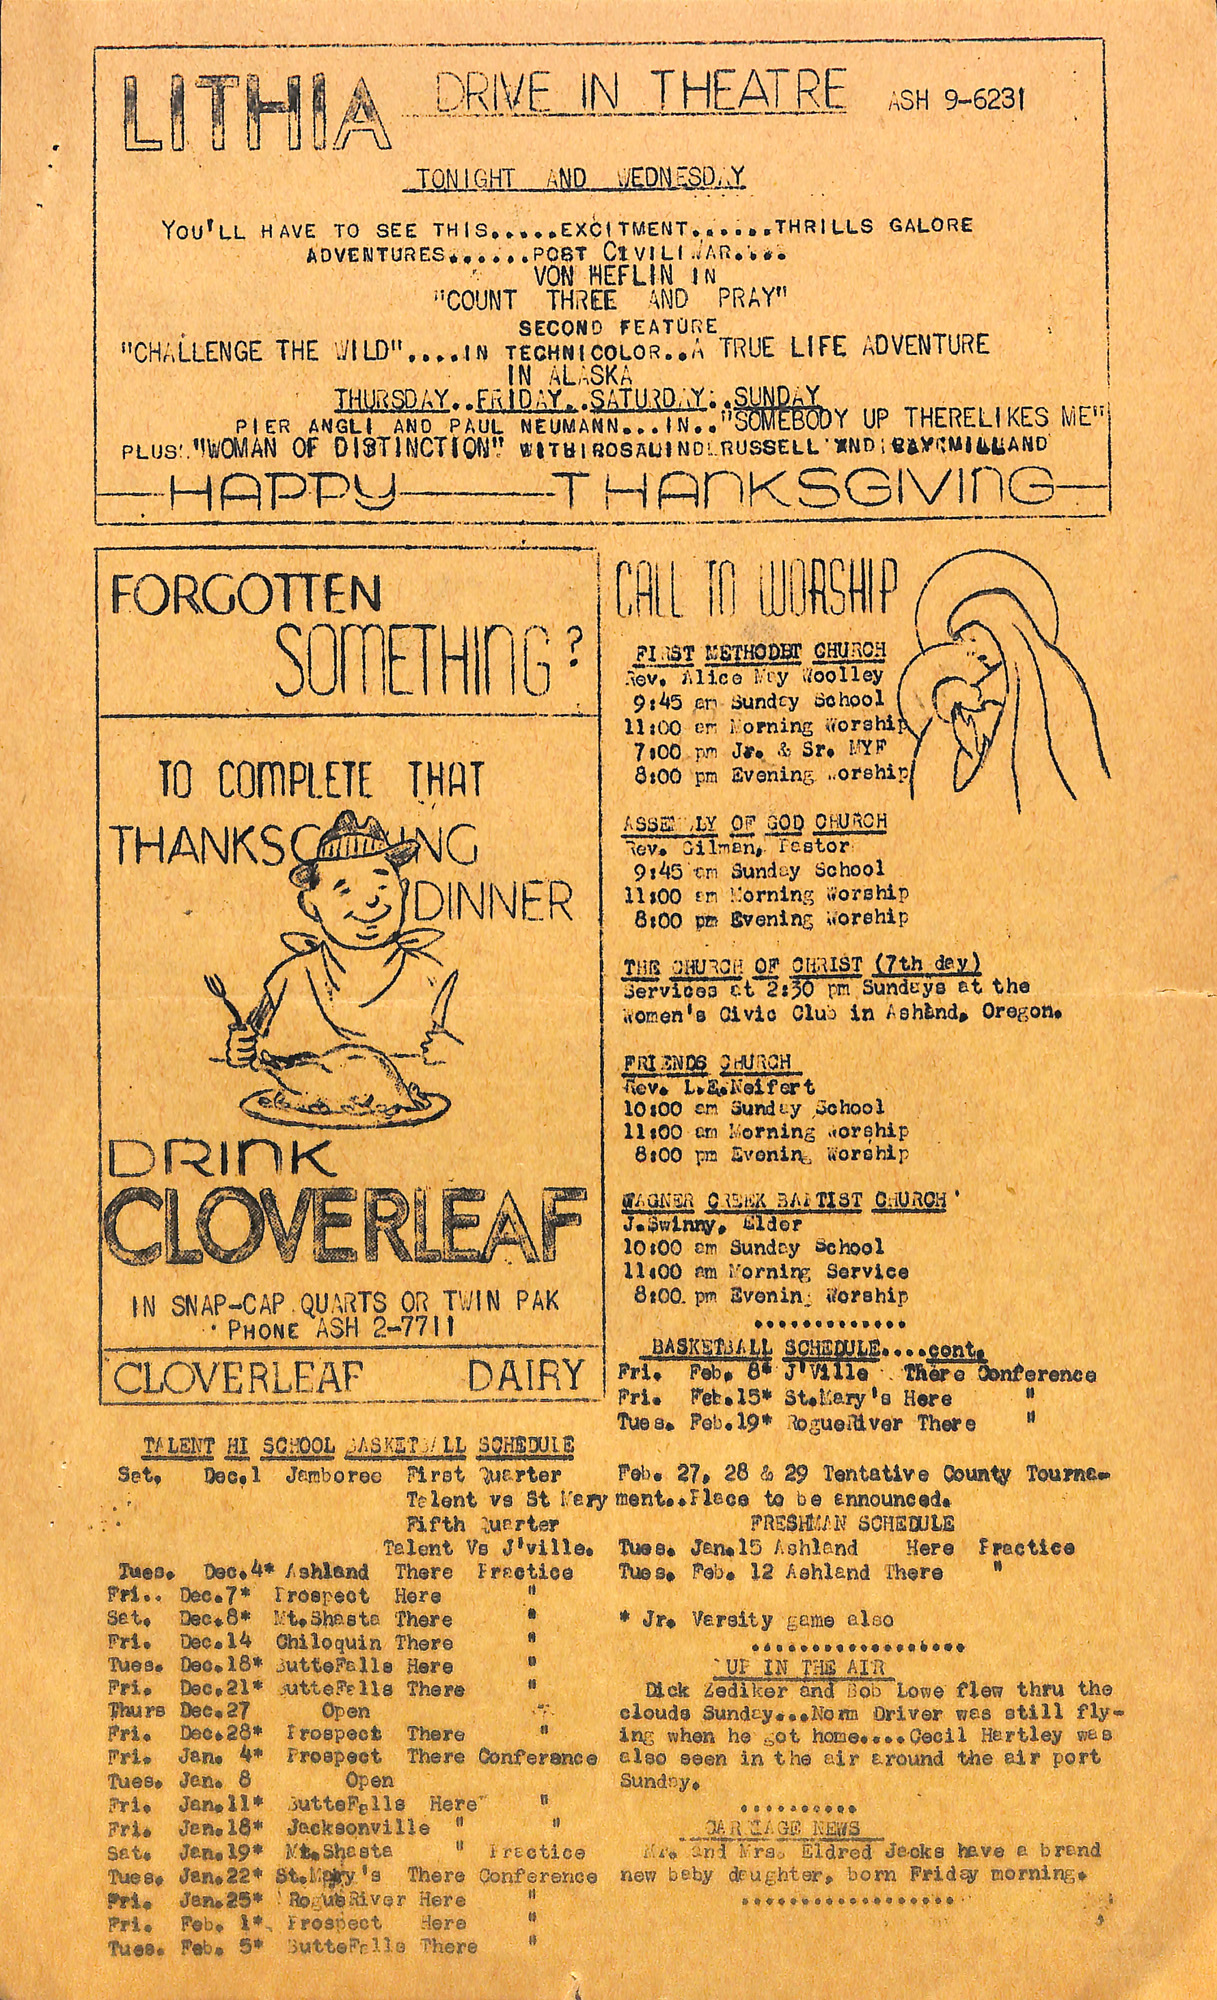 LITHIA DRIVE IN THEATRE ASH 9-6231
TONIGHT AND WEDNESDAY
YOU'LL HAVE TO SEE THIS.....EXCITMENT......THRILLS GALORE
ADVENTURES......POST CIVILIWAR....
VON HEFLIN IN
"COUNT THREE AND PRAY"
SECOND FEATURE
"CHALLENGE THE WILD"....IN TECHNICOLOR..A TRUE LIFE ADVENTURE
IN ALASKA
THURSDAY..FRIDAY..SATURDAY..SUNDAY
PIER ANGLI AND PAUL NEUMANN...IN.."SOMEBODY UP THERELIKES ME"
PLUS. "WOMAN OF DISTINCTION" WITH ROSALIND RUSSELL AND RAY MILLAND
HAPPY THANKSGIVING
FORGOTTEN
SOMETHING?
TO COMPLETE THAT
THANKSGIVING
DINNER
DRINK
CLOVERLEAF
IN SNAP-CAP QUARTS OR TWIN PAK
PHONE ASH 2-7711
CLOVERLEAF DAIRY
CALL TO WORSHIP
FIRST METHODIST CHURCH
Rev. Alice May Woolley
9:45 am Sunday School
11:00 am Morning Worship
7:00 pm Jr. & Sr. MYF
8:00 pm Evening Worship
ASSEMBLY OF GOD CHURCH
Rev. Gilman, Pastor
9:45 am Sunday School
11:00 am Morning Worship
8:00 pm Evening Worship
THE CHURCH OF CHRIST (7th day)
Services at 2:30 pm Sundays at the
Women's Civic Club in Ashland, Oregon.
FRIENDS CHURCH
Rev. L.E.Neifert
10:00 am Sunday School
11:00 am Morning Worship
8:00 pm Evening Worship
WAGNER CREEK BAPTIST CHURCH
J.Swinny, Elder
10:00 am Sunday School
11:00 am Morning Service
8:00 pm Evening Worship
.............
BASKETBALL SCHEDULE....cont.
Fri. Feb. 8* J'Ville There Conference
Fri. Feb.15* St.Mary's Here "
Tues. Feb.19* RogueRiver There "
Feb. 27, 28 & 29 Tentative County Tourna-
ment..Place to be announced.
FRESHMAN SCHEDULE
Tues. Jan.15 Ashland Here Practice
Tues. Feb. 12 Ashland There "
* Jr. Varsity game also
..................
UP IN THE AIR
Dick Zediker and Bob Lowe flew thru the
clouds Sunday...Norm Driver was still fly-
ing when he got home....Cecil Hartley was
also seen in the air around the air port
Sunday.
..........
CARRIAGE NEWS
Mr. and Mrs. Eldred Jacks have a brand
new baby daughter, born Friday morning.
..................
TALENT HI SCHOOL BASKETBALL SCHEDULE
Sat. Dec.1 Jamboree First Quarter
Talent vs St Mary
Fifth Quarter
Talent Vs J'ville.
Tues. Dec.4* Ashland There Practice
Fri.. Dec.7* Prospect Here "
Sat. Dec.8* Mt.Shasta There "
Fri. Dec.14 Chiloquin There "
Tues. Dec.18* ButteFalls Here "
Fri. Dec.21* ButteFalls There "
Thurs Dec.27 Open
Fri. Dec.28* Prospect There "
Fri. Jan. 4* Prospect There Conference
Tues. Jan. 8 Open
Fri. Jan.11* ButteFalls Here "
Fri. Jan.18* Jacksonville " "
Sat. Jan.19* Mt.Shasta " Practice
Tues. Jan.22* St.Mary's There Conference
Fri. Jan.25* RogueRiver Here "
Fri. Feb. 1* Prospect Here "
Tues. Feb. 5* ButteFalls There "